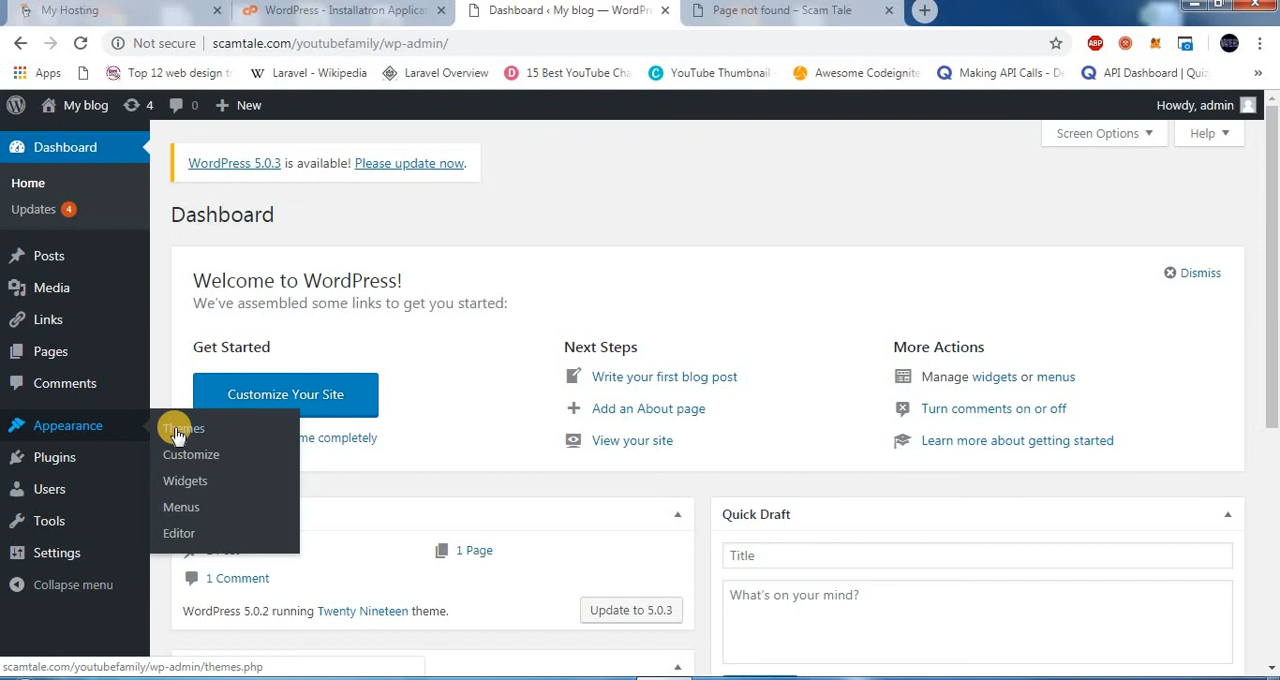 My Hosting
WordPress - Installatron Applica
Dashboard ‹ My blog — WordPre
Page not found – Scam Tale
Not secure
scamtale.com/youtubefamily/wp-admin/
Apps
Top 12 web design t
Laravel - Wikipedia
Laravel Overview
15 Best YouTube Cha
YouTube Thumbnail
Awesome Codeignite
Making API Calls - De
API Dashboard | Quiz
My blog 4 0 New
Howdy, admin
Dashboard
Home
Updates 4
Posts
Media
Links
Pages
Comments
Appearance
Plugins
Users
Tools
Settings
Collapse menu
Themes
Customize
Widgets
Menus
Editor
Screen Options
Help
WordPress 5.0.3 is available! Please update now.
Dashboard
Welcome to WordPress!
We've assembled some links to get you started:
Dismiss
Get Started
Customize Your Site
me completely
Next Steps
Write your first blog post
Add an About page
View your site
More Actions
Manage widgets or menus
Turn comments on or off
Learn more about getting started
1 Page
1 Comment
WordPress 5.0.2 running Twenty Nineteen theme.
Update to 5.0.3
Quick Draft
Title
What's on your mind?
scamtale.com/youtubefamily/wp-admin/themes.php